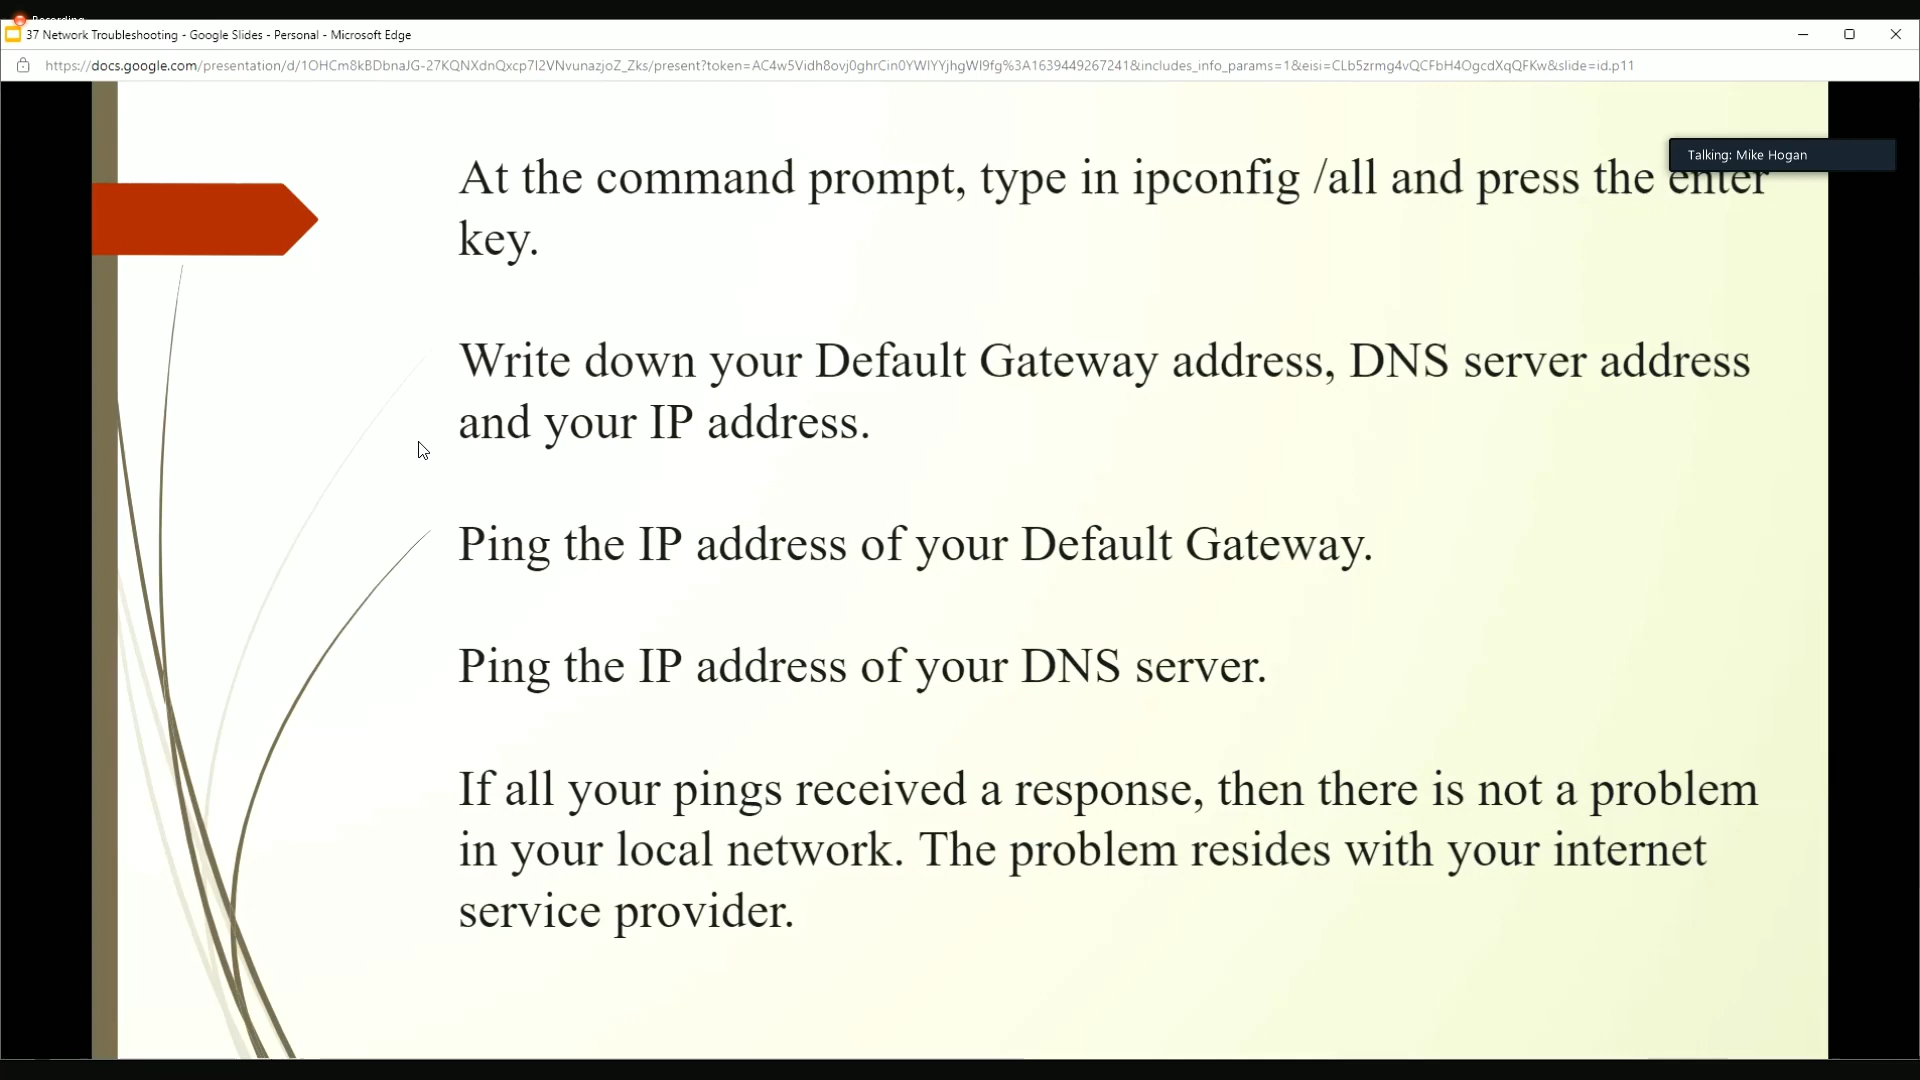 Recording
37 Network Troubleshooting - Google Slides - Personal - Microsoft Edge
https://docs.google.com/presentation/d/1OHCm8kBDbnaJG-27KQNXdnQxcp7l2VNvunazjoZ_Zks/present?token=AC4w5Vidh8ovj0ghrCin0YWIYYjhgWI9fg%3A1639449267241&includes_info_params=1&eisi=CLb5zrmg4vQCFbH4OgcdXqQFKw&slide=id.p11
Talking: Mike Hogan
At the command prompt, type in ipconfig /all and press the enter
key.
Write down your Default Gateway address, DNS server address
and your IP address.
Ping the IP address of your Default Gateway.
Ping the IP address of your DNS server.
If all your pings received a response, then there is not a problem
in your local network. The problem resides with your internet
service provider.